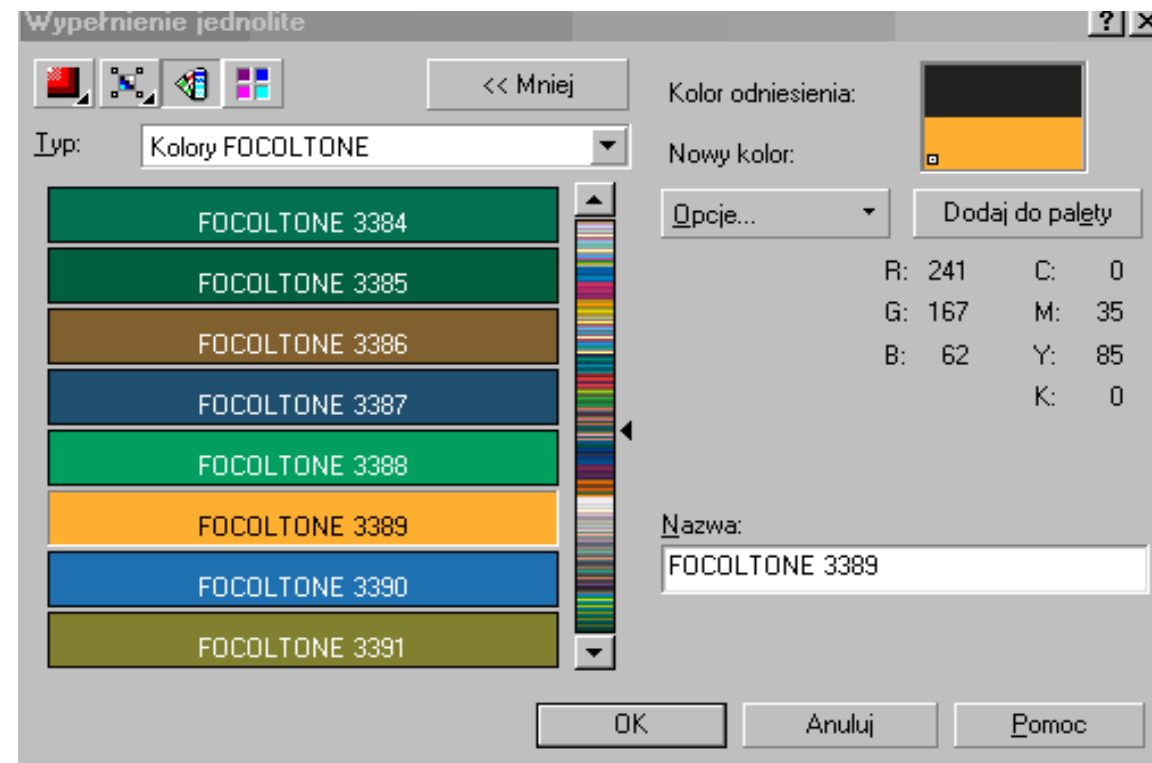 Wypełnienie jednolite
<< Mniej
Typ: Kolory FOCOLTONE
FOCOLTONE 3384
FOCOLTONE 3385
FOCOLTONE 3386
FOCOLTONE 3387
FOCOLTONE 3388
FOCOLTONE 3389
FOCOLTONE 3390
FOCOLTONE 3391
Kolor odniesienia:
Nowy kolor:
Opcje... Dodaj do palety
R: 241 C: 0
G: 167 M: 35
B: 62 Y: 85
K: 0
Nazwa:
FOCOLTONE 3389
OK Anuluj Pomoc